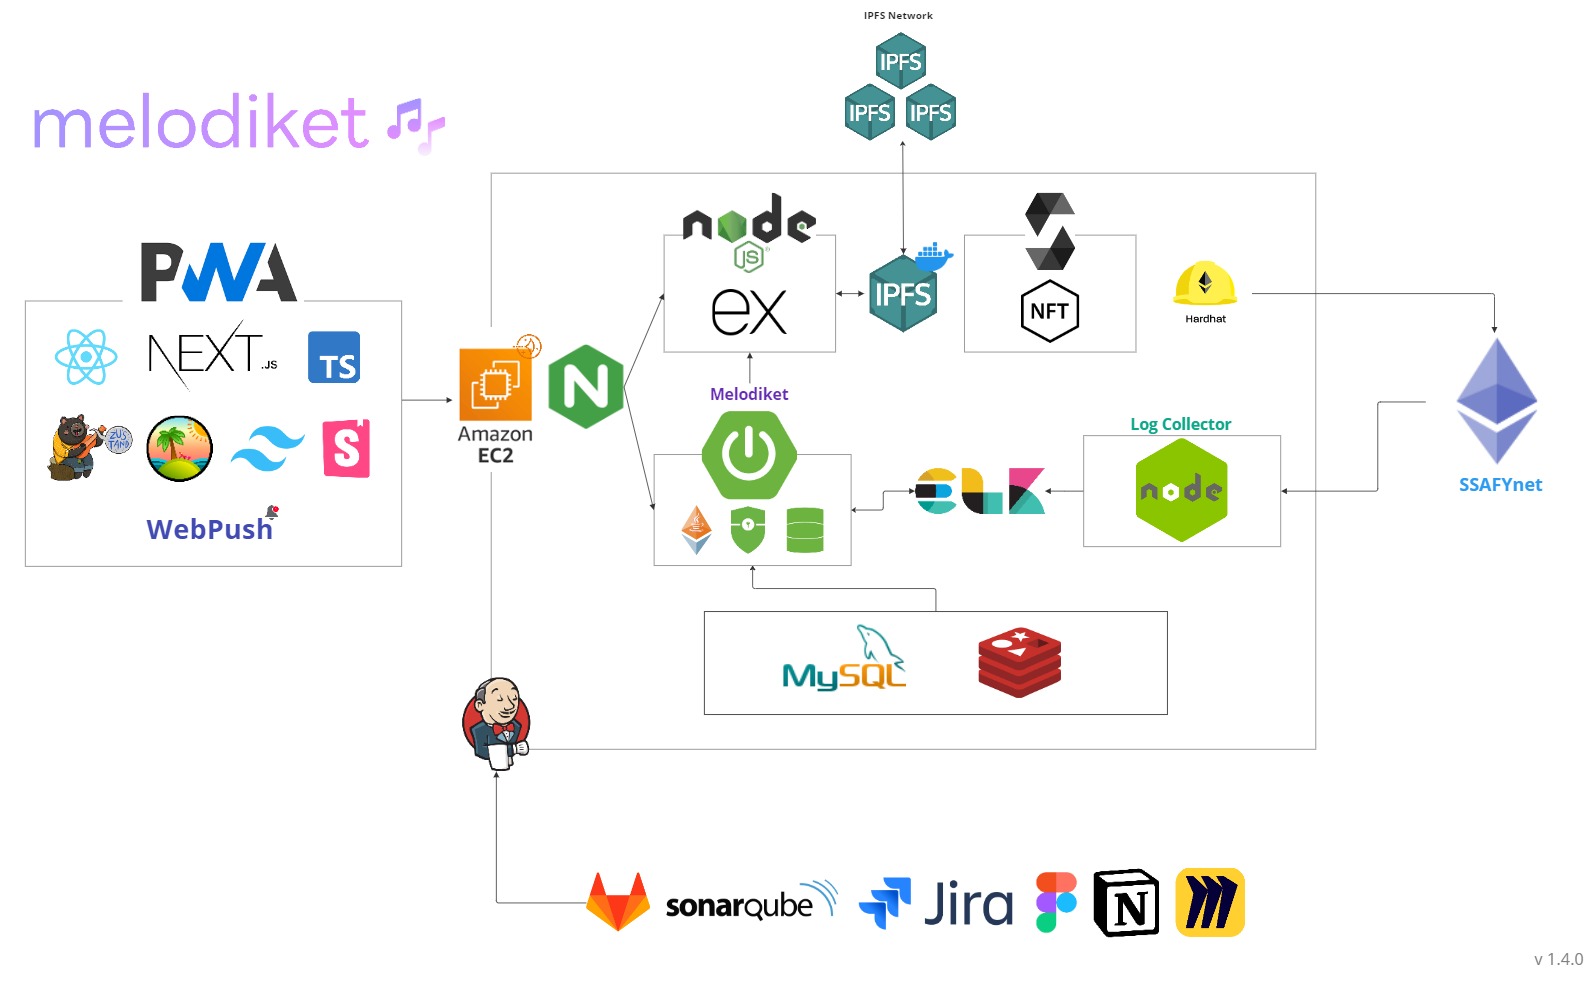 IPFS Network
IPFS
IPFS
IPFS
melodiket
PWA
NEXT.JS
TS
ZUSTAND
S
WebPush
Amazon
EC2
N
node
JS
ex
IPFS
NFT
Hardhat
Melodiket
ELK
Log Collector
node
SSAFYnet
MySQL
sonarqube
Jira
N
v 1.4.0